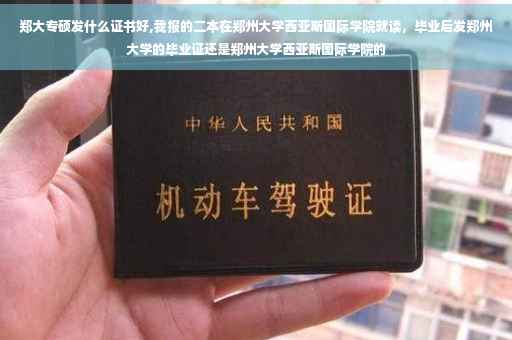 郑大专硕发什么证书好,我报的二本在郑州大学西亚斯国际学院就读，毕业后发郑州
大学的毕业证还是郑州大学西亚斯国际学院的
中华人民共和国
机动车驾驶证